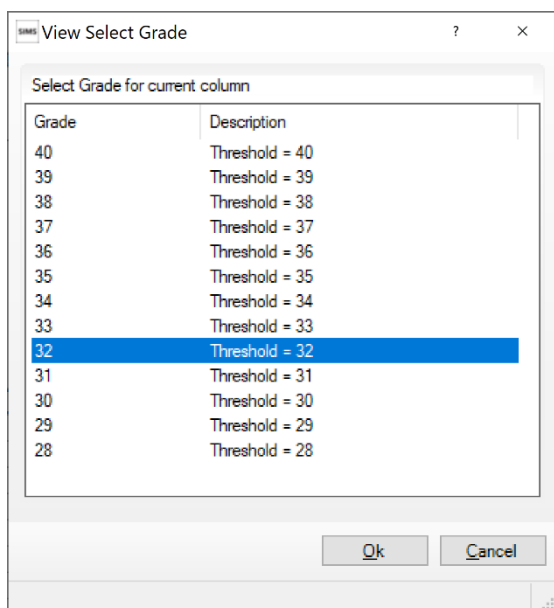 SIMS View Select Grade ? ×
Select Grade for current column
Grade Description
40 Threshold = 40
39 Threshold = 39
38 Threshold = 38
37 Threshold = 37
36 Threshold = 36
35 Threshold = 35
34 Threshold = 34
33 Threshold = 33
32 Threshold = 32
31 Threshold = 31
30 Threshold = 30
29 Threshold = 29
28 Threshold = 28
Ok Cancel